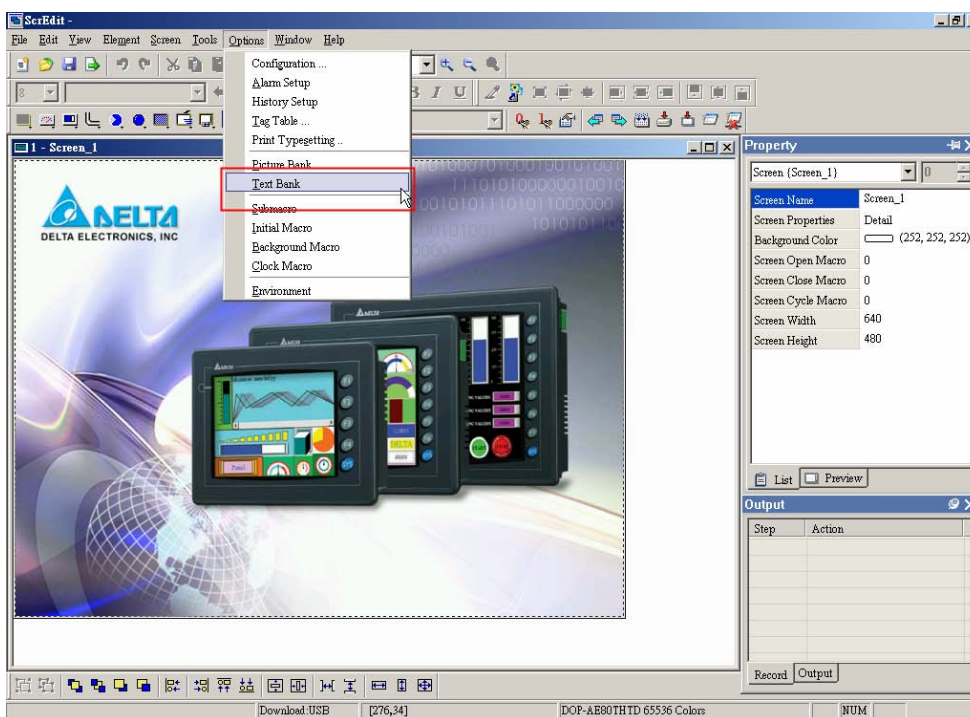 ScrEdit -
File Edit View Element Screen Tools Options Window Help
Configuration ...
Alarm Setup
History Setup
Tag Table ...
Print Typesetting ..
Picture Bank
Text Bank
Submacro
Initial Macro
Background Macro
Clock Macro
Environment
8
B I U
1 - Screen_1
DELTA
DELTA ELECTRONICS, INC
Property
Screen {Screen_1}
0
Screen Name Screen_1
Screen Properties Detail
Background Color (252, 252, 252)
Screen Open Macro 0
Screen Close Macro 0
Screen Cycle Macro 0
Screen Width 640
Screen Height 480
List Preview
Output
Step Action
Record Output
Download:USB [276,34] DOP-AE80THTD 65536 Colors NUM